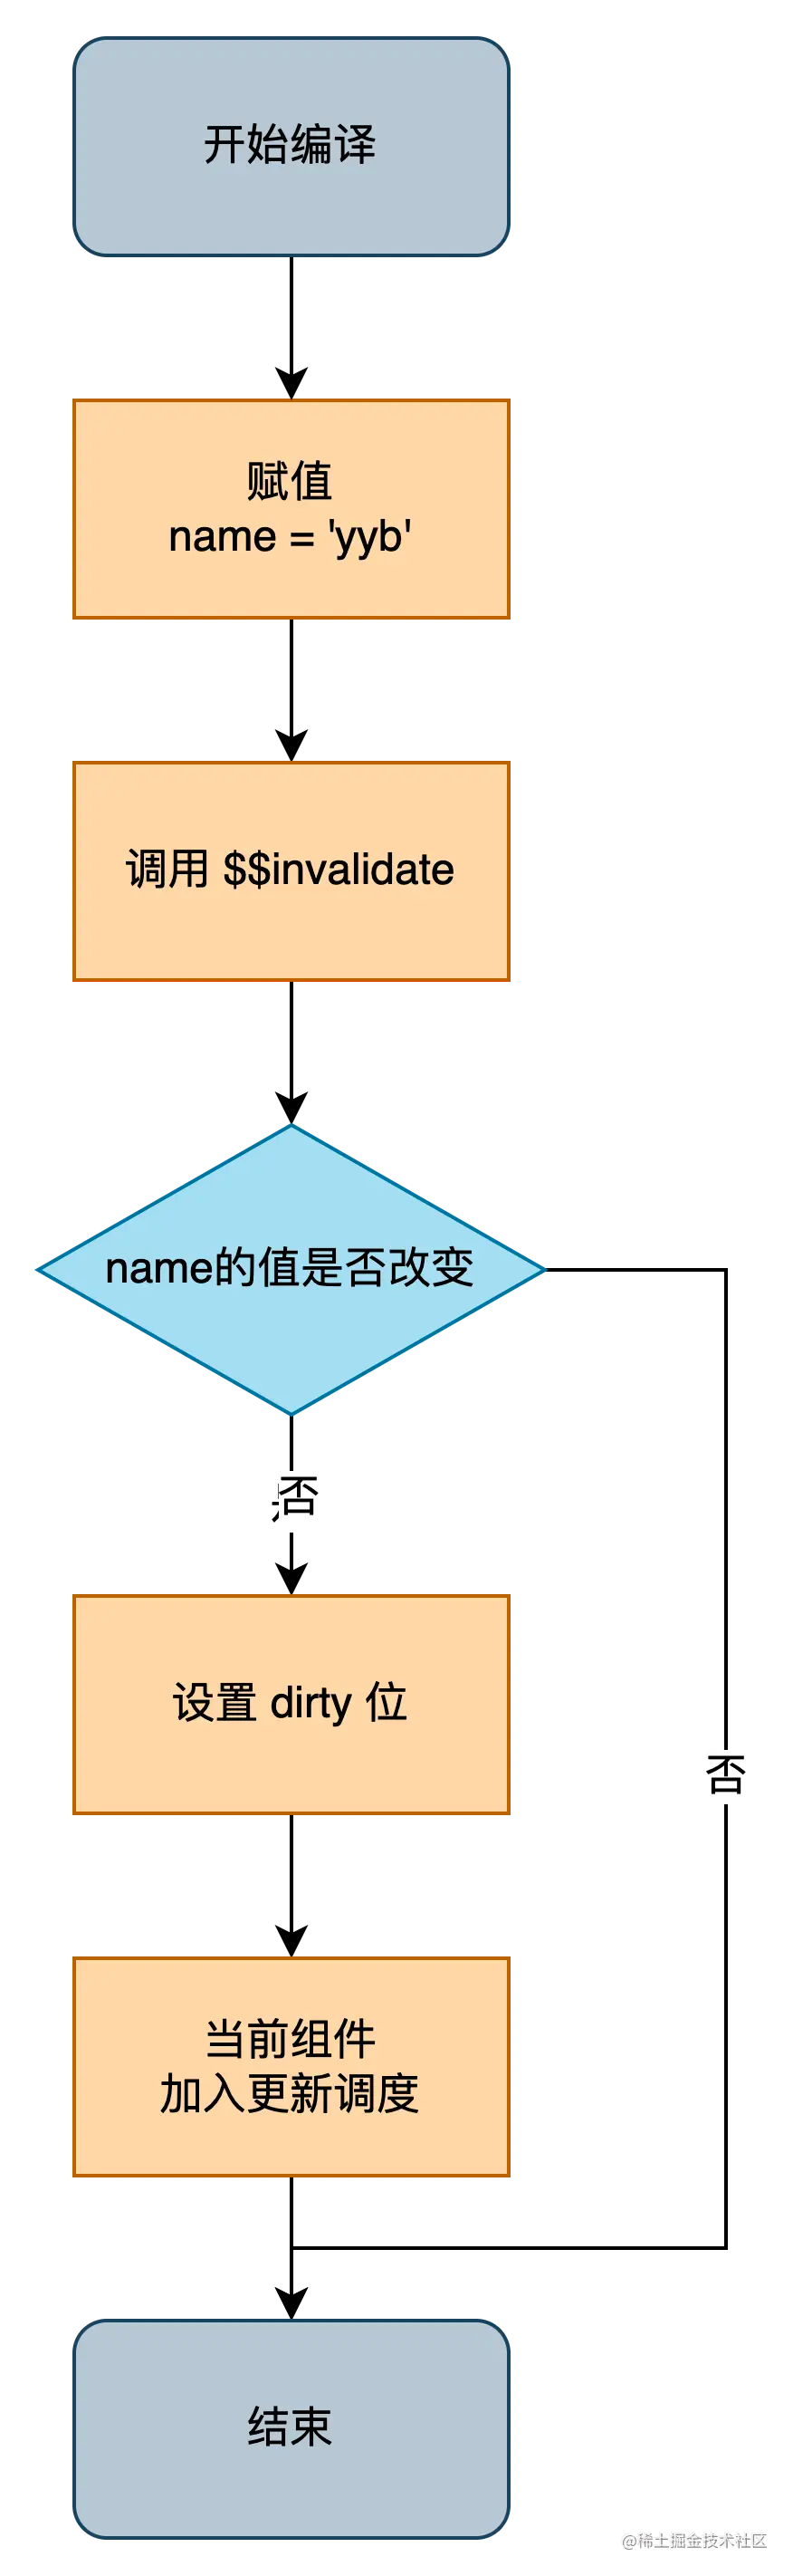 开始编译
赋值
name = 'yyb'
调用 $$invalidate
name的值是否改变
否
设置 dirty 位
否
当前组件
加入更新调度
结束
@稀土掘金技术社区